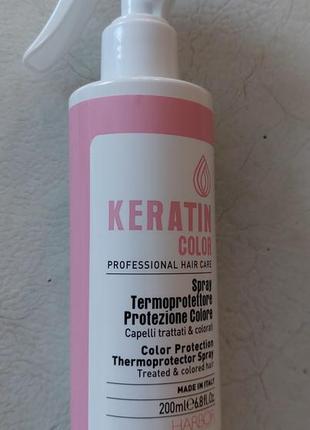 KERATIN
COLOR
PROFESSIONAL HAIR CARE
Spray
Termoprotettore
Protezione Colore
Capelli trattati & colorati
Color Protection
Thermoprotector Spray
Treated & colored hair
MADE IN ITALY
200ml℮6.8fl.Oz
HARBOR